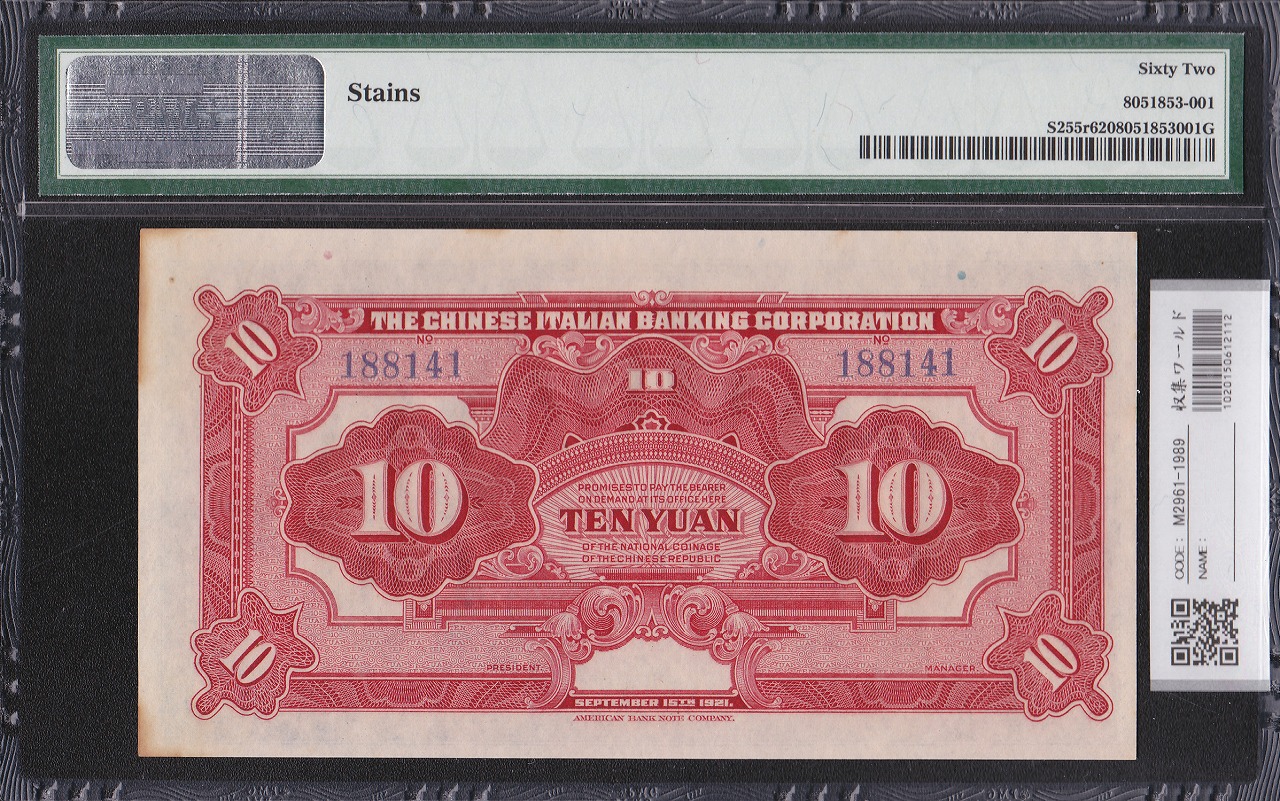 Stains
Sixty Two
8051853-001
S255r6208051853001G
THE CHINESE ITALIAN BANKING CORPORATION
10
10
No
188141
No
188141
10
10
10
PROMISES TO PAY THE BEARER
ON DEMAND AT ITS OFFICE HERE
TEN YUAN
OF THE NATIONAL COINAGE
OF THE CHINESE REPUBLIC
10
10
PRESIDENT.
MANAGER.
SEPTEMBER 15TH 1921.
AMERICAN BANK NOTE COMPANY.
収集ワールド
1020150612112
CODE: M2961-1989
NAME: